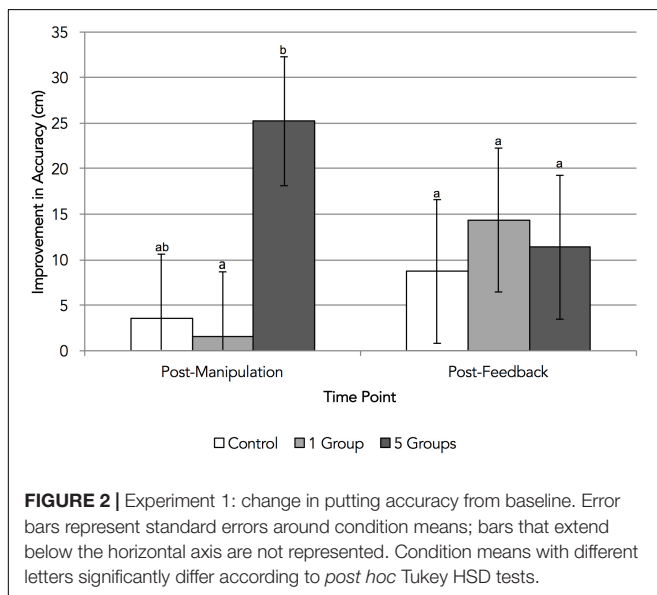 Improvement in Accuracy (cm)
35
30
25
20
15
10
5
0
ab
a
b
a
a
a
Post-Manipulation
Post-Feedback
Time Point
Control
1 Group
5 Groups
FIGURE 2 | Experiment 1: change in putting accuracy from baseline. Error
bars represent standard errors around condition means; bars that extend
below the horizontal axis are not represented. Condition means with different
letters significantly differ according to post hoc Tukey HSD tests.